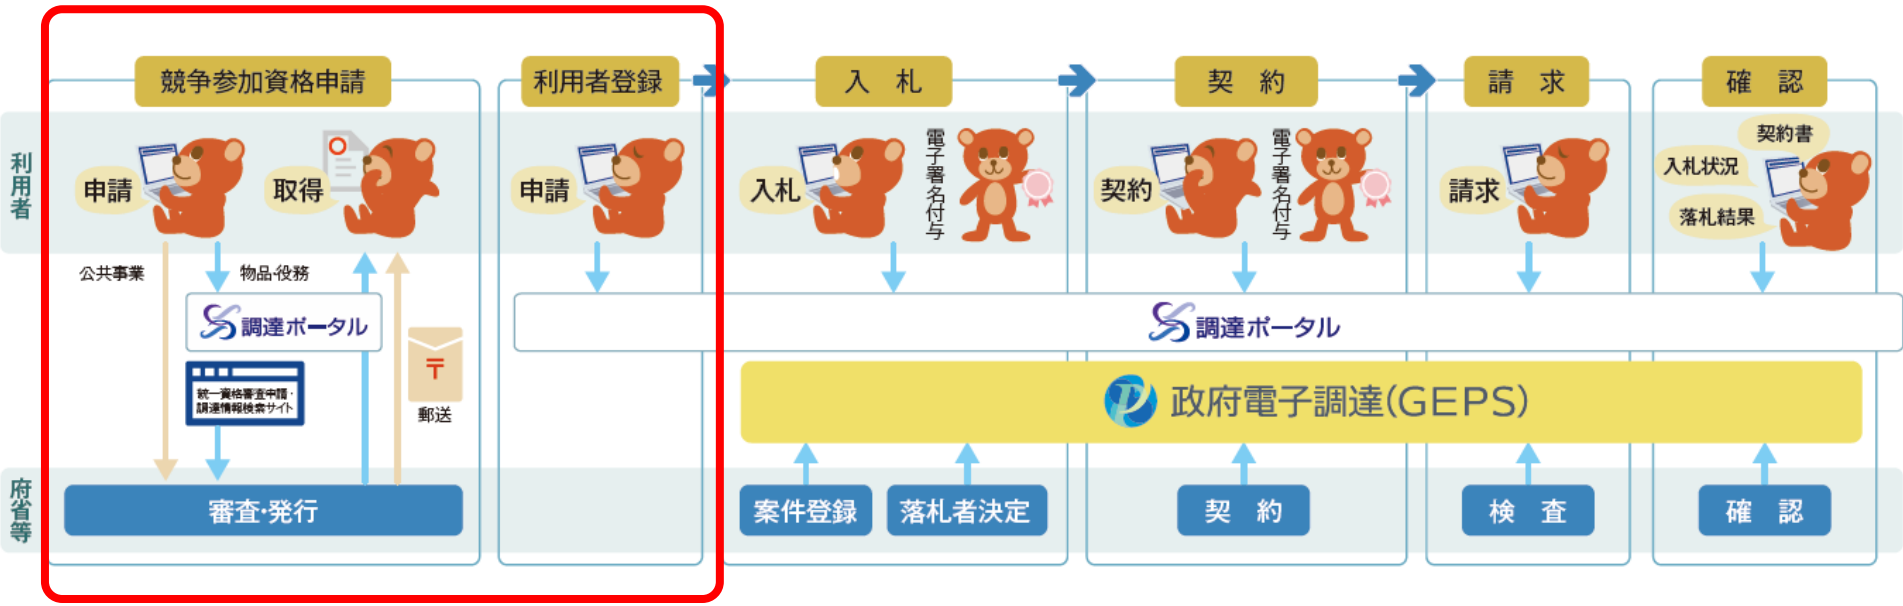 競争参加資格申請
利用者登録
入 札
契 約
請 求
確 認
利用者
申請
取得
申請
入札
電子署名付与
契約
電子署名付与
請求
契約書
入札状況
落札結果
公共事業
物品・役務
調達ポータル
調達ポータル
統一資格審査申請・
調達情報検索サイト
〒
郵送
政府電子調達(GEPS)
府省等
審査・発行
案件登録
落札者決定
契 約
検 査
確 認